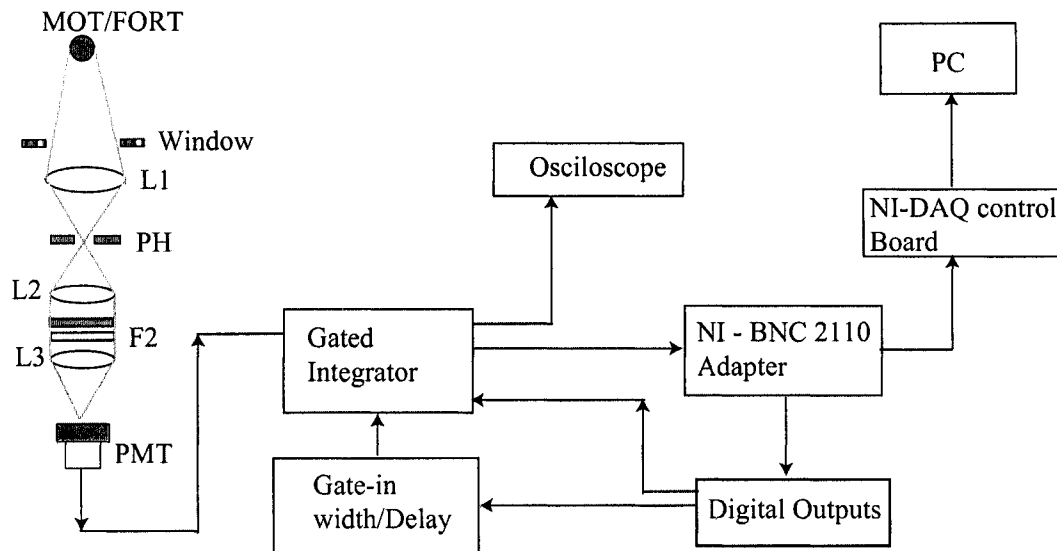 MOT/FORT
Window
L1
PH
L2
F2
L3
PMT
Osciloscope
PC
NI-DAQ control
Board
Gated
Integrator
NI - BNC 2110
Adapter
Gate-in
width/Delay
Digital Outputs